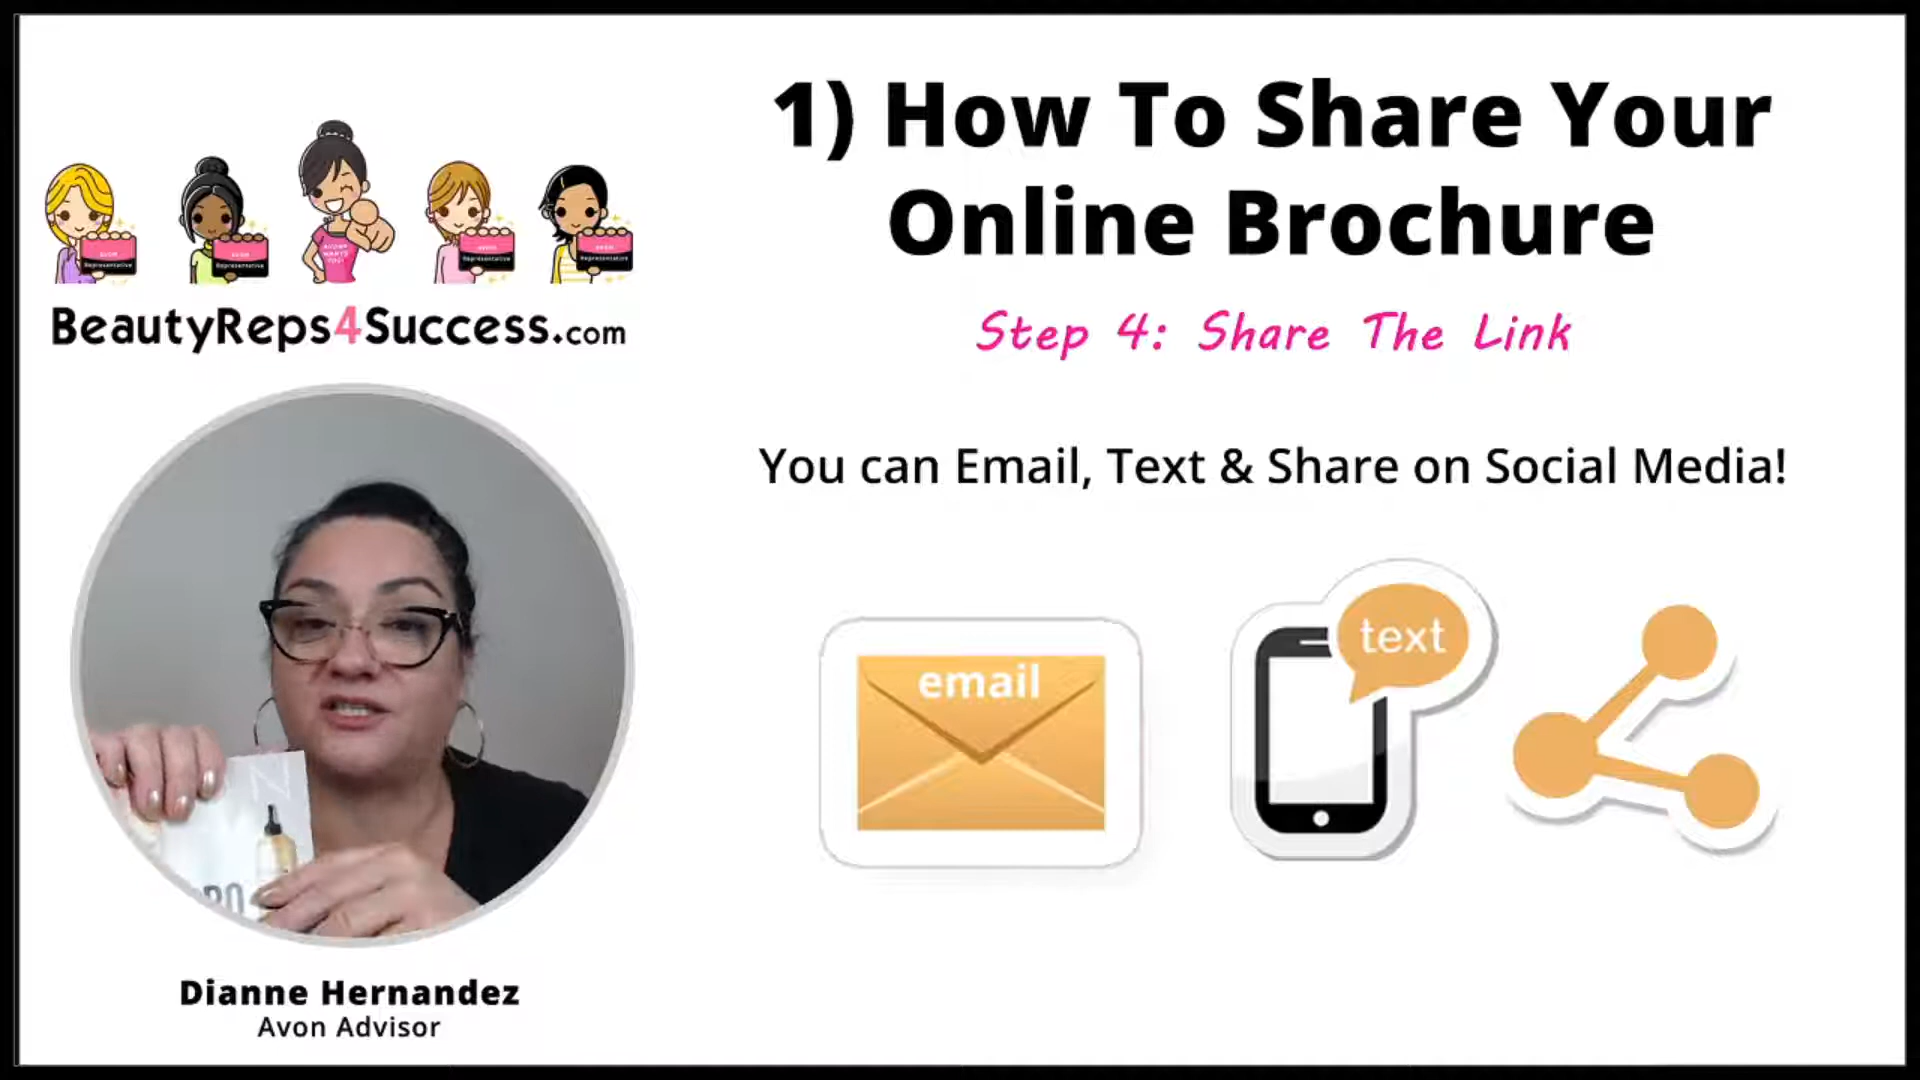 1) How To Share Your
Online Brochure
Step 4: Share The Link
You can Email, Text & Share on Social Media!
email
text
BeautyReps4Success.com
Dianne Hernandez
Avon Advisor